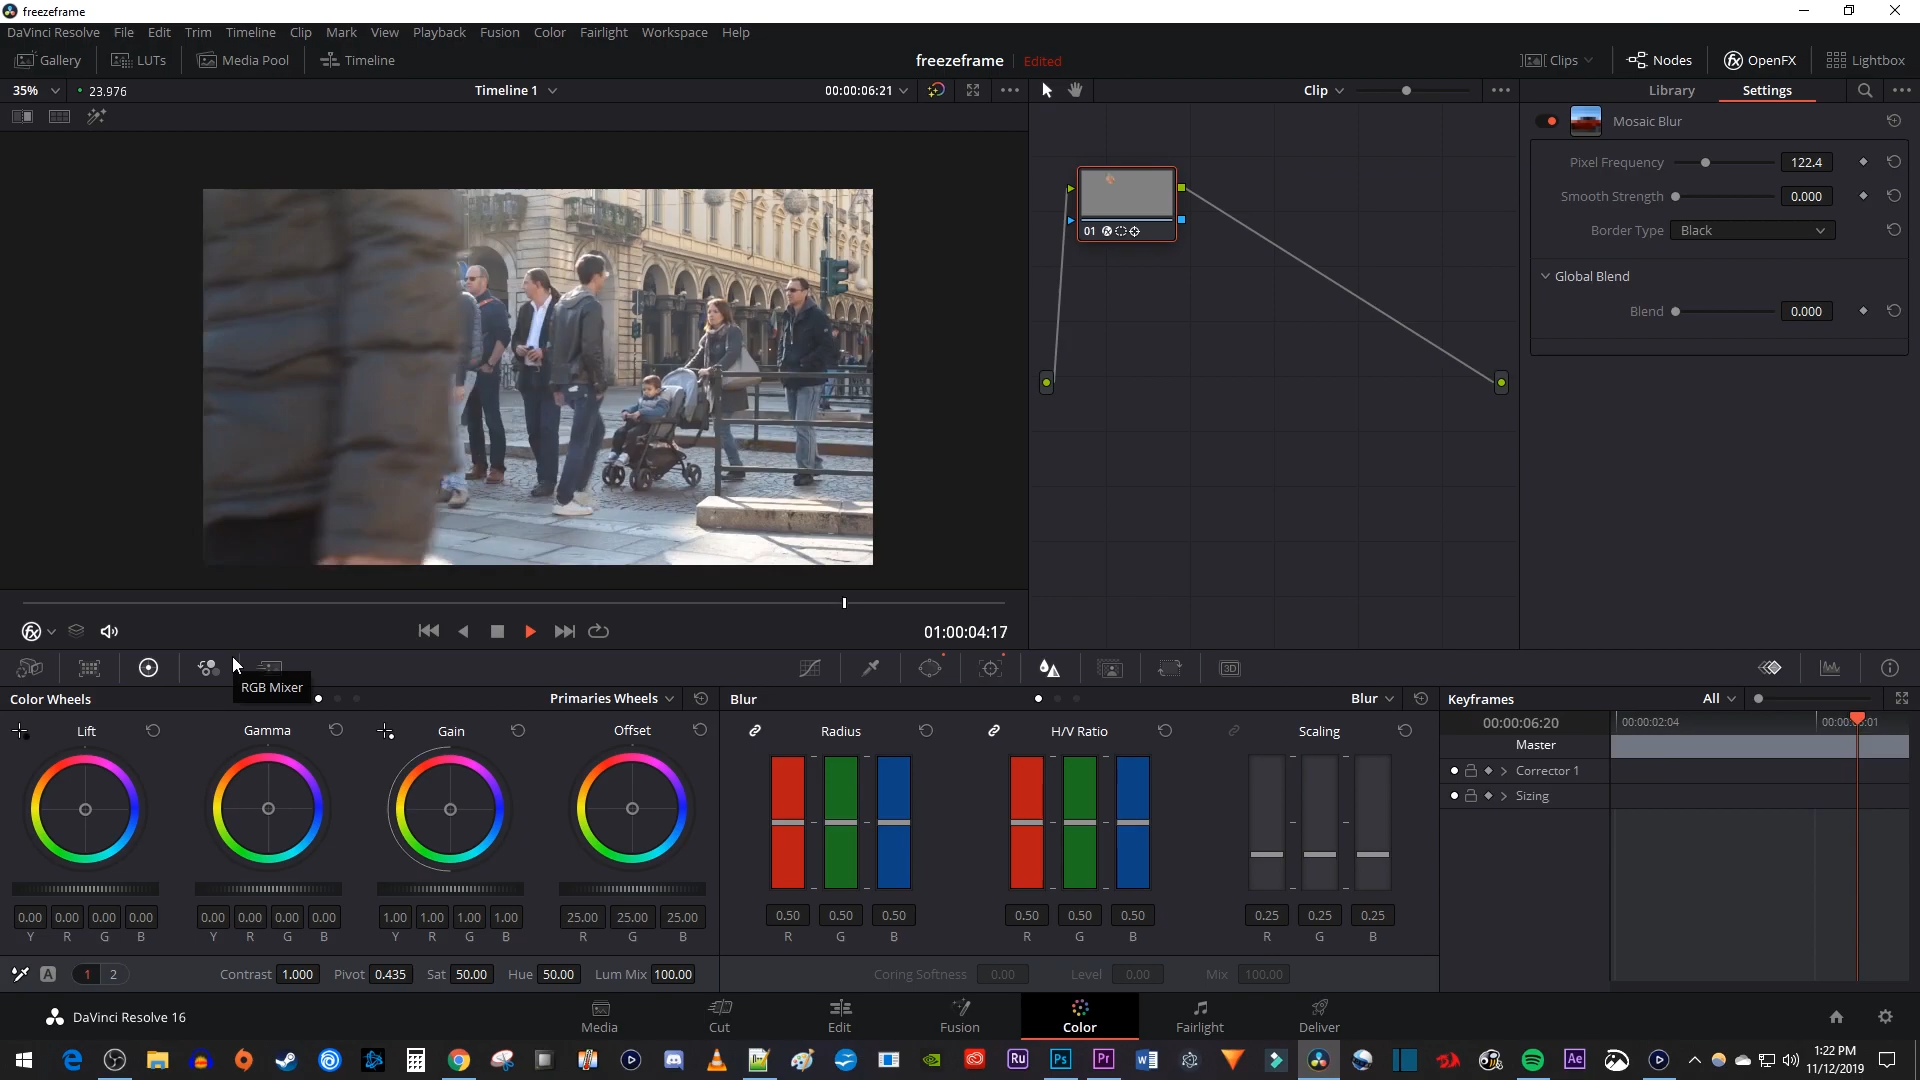 freezeframe
DaVinci Resolve File Edit Trim Timeline Clip Mark View Playback Fusion Color Fairlight Workspace Help
Gallery LUTs Media Pool Timeline freezeframe Edited Clips Nodes OpenFX Lightbox
35% 23.976 Timeline 1 00:00:06:21 Clip Library Settings
Mosaic Blur
Pixel Frequency 122.4
Smooth Strength 0.000
Border Type Black
Global Blend
Blend 0.000
01
01:00:04:17
3D
RGB Mixer
Color Wheels Primaries Wheels Blur Blur Keyframes All
00:00:06:20 00:00:02:04
Lift Gamma Gain Offset Radius H/V Ratio Scaling
Master
Corrector 1
Sizing
0.00 0.00 0.00 0.00 0.00 0.00 0.00 0.00 1.00 1.00 1.00 1.00 25.00 25.00 25.00 0.50 0.50 0.50 0.50 0.50 0.50 0.25 0.25 0.25
Y R G B Y R G B Y R G B R G B R G B R G B R G B
A 1 2 Contrast 1.000 Pivot 0.435 Sat 50.00 Hue 50.00 Lum Mix 100.00 Coring Softness 0.00 Level 0.00 Mix 100.00
DaVinci Resolve 16 Media Cut Edit Fusion Color Fairlight Deliver
Ru Ps Pr Ae 1:22 PM
11/12/2019